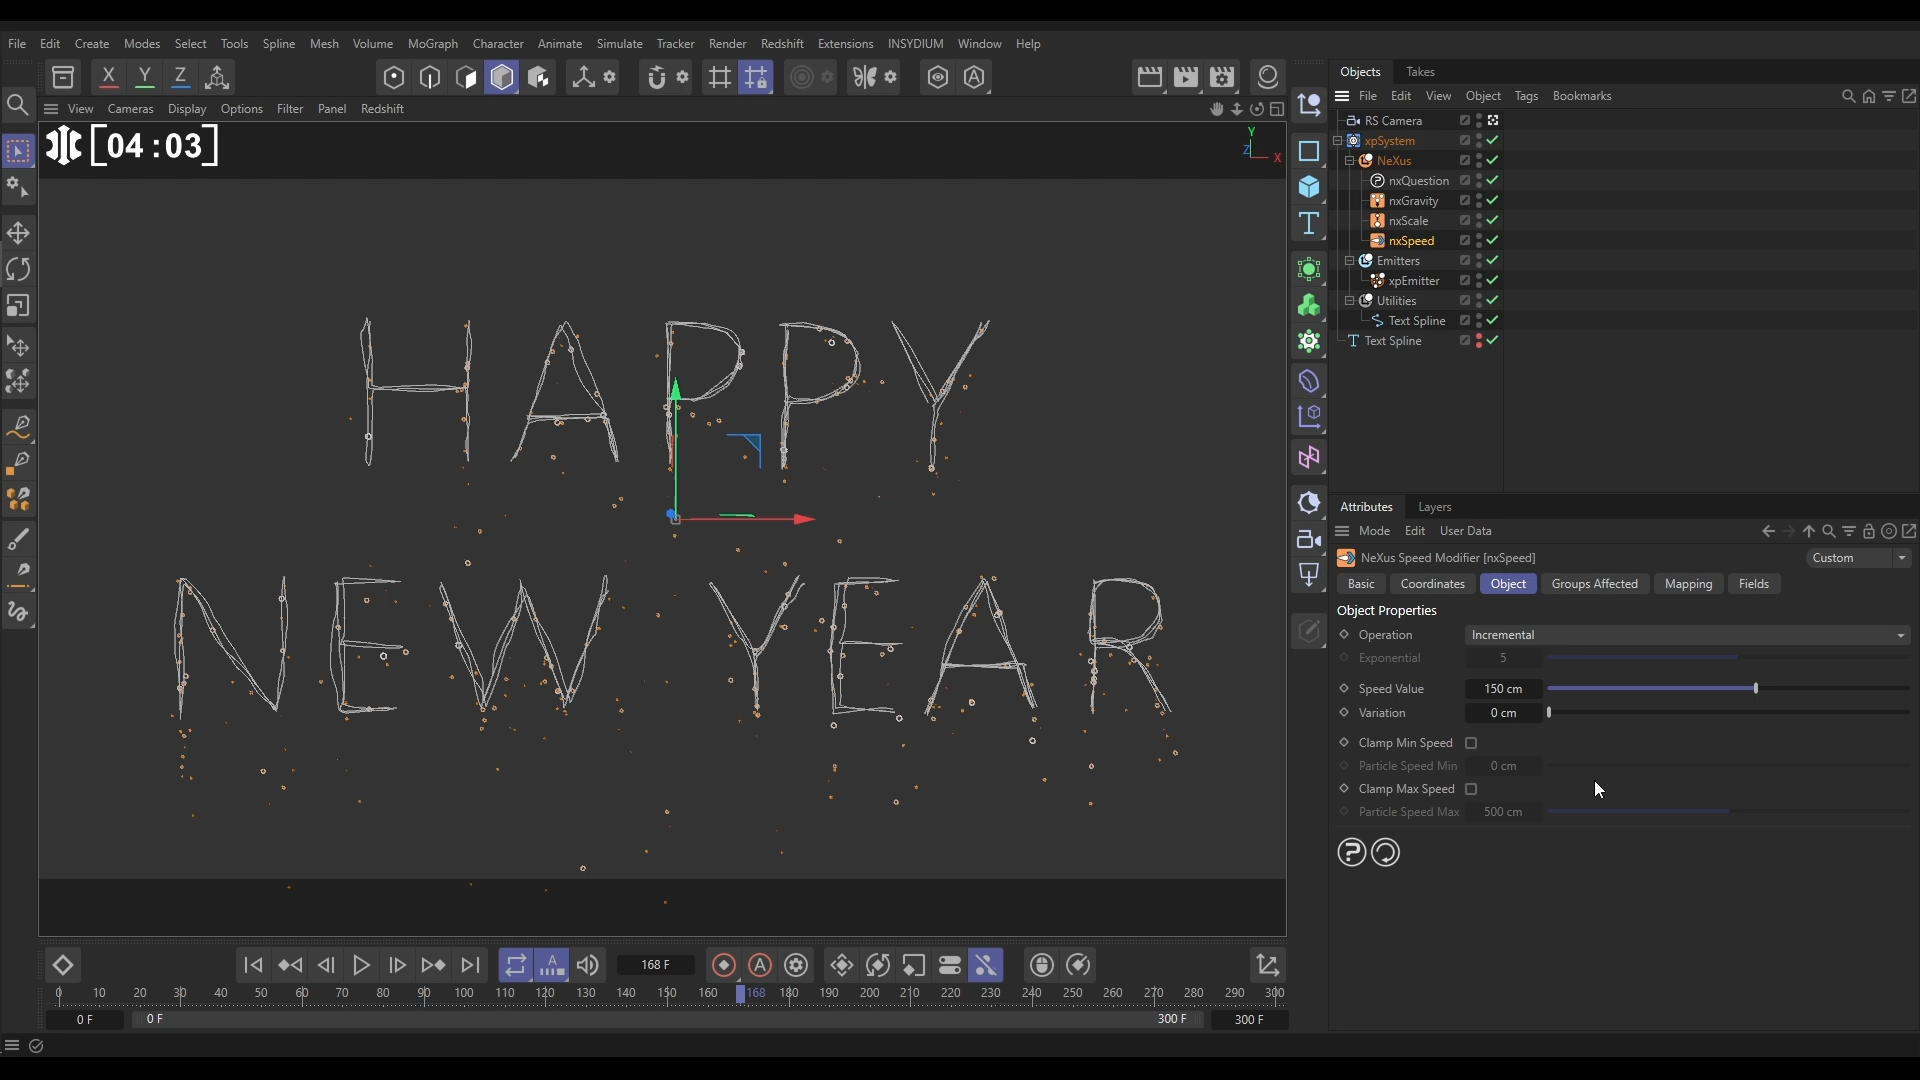 File Edit Create Modes Select Tools Spline Mesh Volume MoGraph Character Animate Simulate Tracker Render Redshift Extensions INSYDIUM Window Help
X Y Z
View Cameras Display Options Filter Panel Redshift
[04:03]
Y
Z X
HAPPY
NEW YEAR
168 F
0 10 20 30 40 50 60 70 80 90 100 110 120 130 140 150 160 168 180 190 200 210 220 230 240 250 260 270 280 290 300
0 F 0 F 300 F 300 F
Objects Takes
File Edit View Object Tags Bookmarks
RS Camera
xpSystem
NeXus
nxQuestion
nxGravity
nxScale
nxSpeed
Emitters
xpEmitter
Utilities
Text Spline
Text Spline
Attributes Layers
Mode Edit User Data
NeXus Speed Modifier [nxSpeed] Custom
Basic Coordinates Object Groups Affected Mapping Fields
Object Properties
Operation Incremental
Exponential 5
Speed Value 150 cm
Variation 0 cm
Clamp Min Speed
Particle Speed Min 0 cm
Clamp Max Speed
Particle Speed Max 500 cm